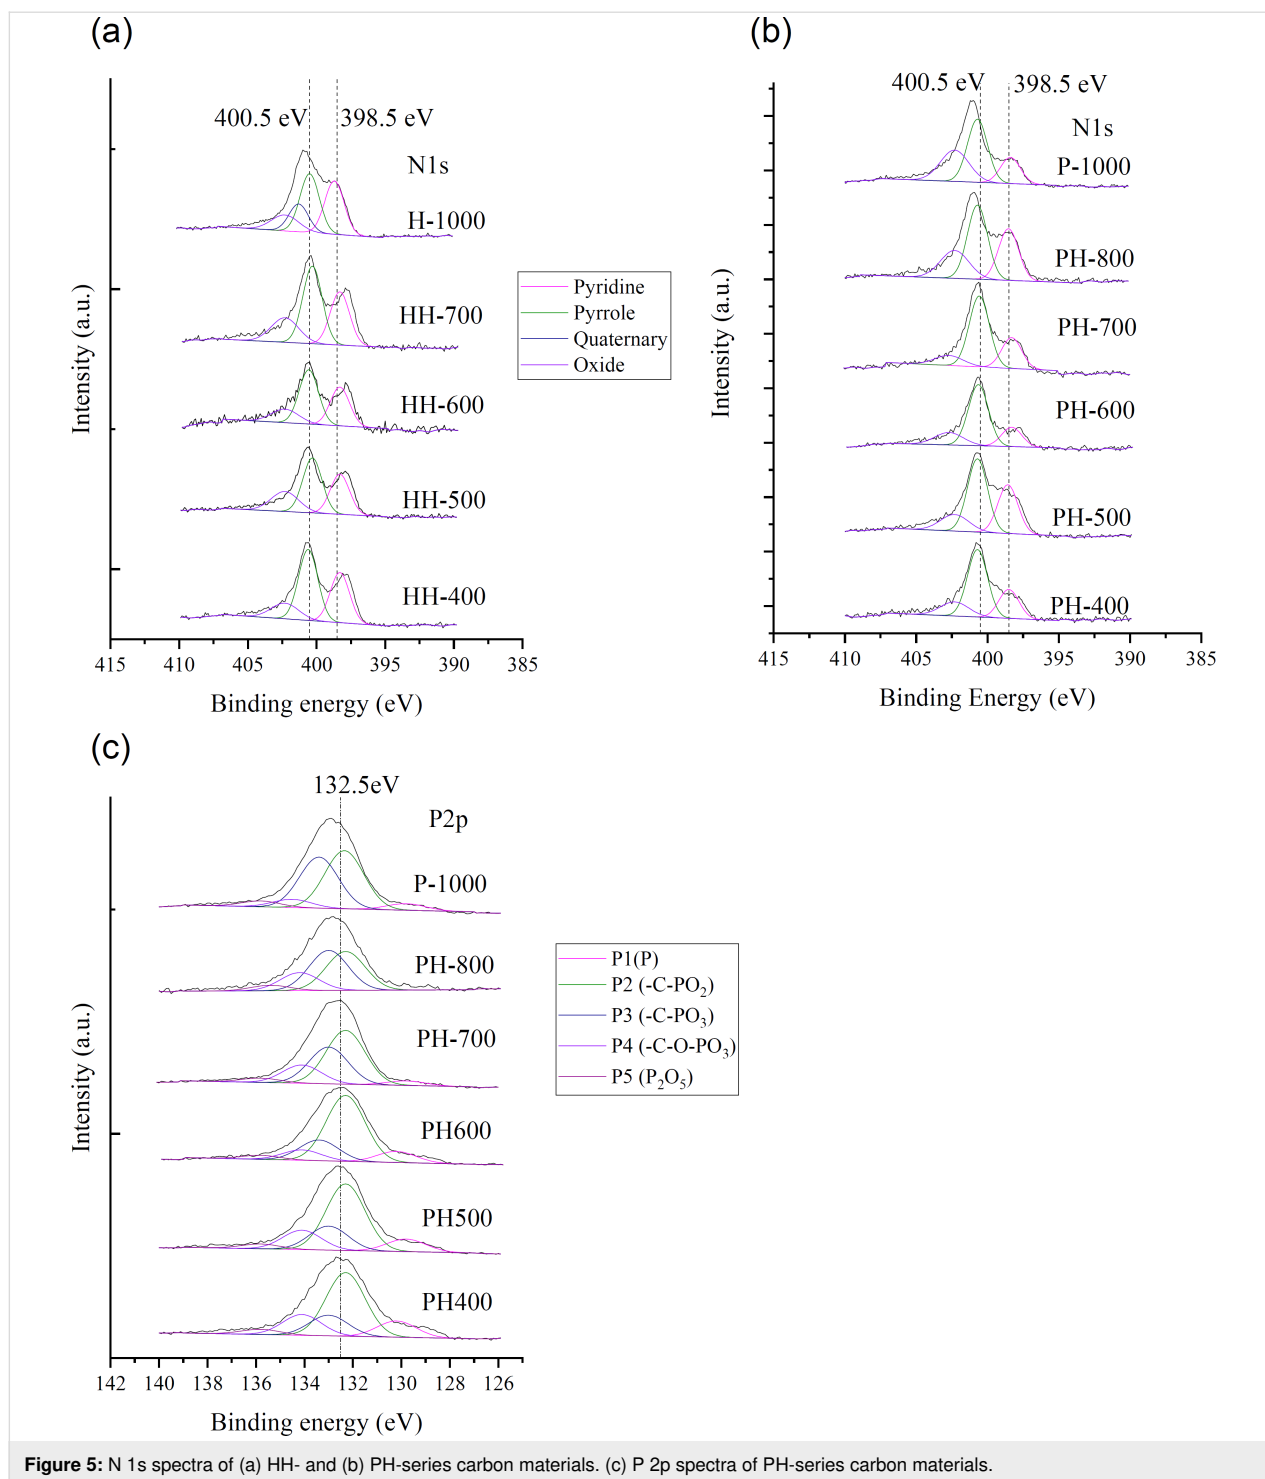 (a)
400.5 eV
398.5 eV
N1s
H-1000
HH-700
HH-600
HH-500
HH-400
Intensity (a.u.)
415 410 405 400 395 390 385
Binding energy (eV)
Pyridine
Pyrrole
Quaternary
Oxide
(b)
400.5 eV
398.5 eV
N1s
P-1000
PH-800
PH-700
PH-600
PH-500
PH-400
Intensity (a.u.)
415 410 405 400 395 390 385
Binding Energy (eV)
(c)
132.5eV
P2p
P-1000
PH-800
PH-700
PH600
PH500
PH400
Intensity (a.u.)
142 140 138 136 134 132 130 128 126
Binding energy (eV)
P1(P)
P2 (-C-PO₂)
P3 (-C-PO₃)
P4 (-C-O-PO₃)
P5 (P₂O₅)
Figure 5: N 1s spectra of (a) HH- and (b) PH-series carbon materials. (c) P 2p spectra of PH-series carbon materials.